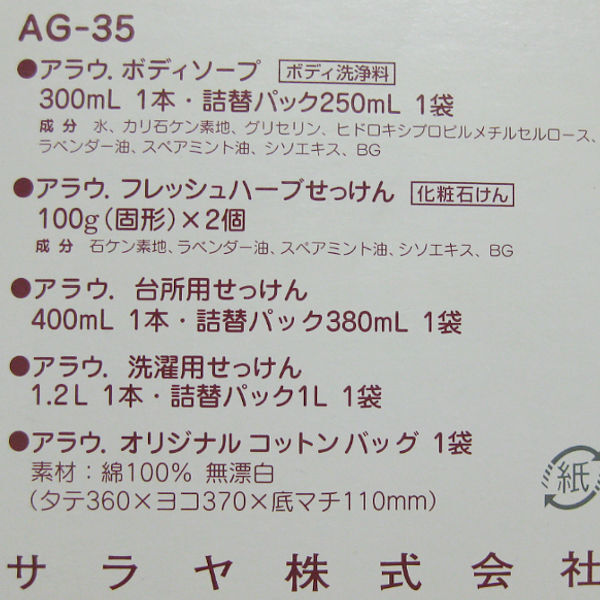 AG-35
●アラウ. ボディソープ ボディ洗浄料
300mL 1本・詰替パック250mL 1袋
成分 水、カリ石ケン素地、グリセリン、ヒドロキシプロピルメチルセルロース、
ラベンダー油、スペアミント油、シソエキス、BG
●アラウ. フレッシュハーブせっけん 化粧石けん
100g(固形)×2個
成分 石ケン素地、ラベンダー油、スペアミント油、シソエキス、BG
●アラウ. 台所用せっけん
400mL 1本・詰替パック380mL 1袋
●アラウ. 洗濯用せっけん
1.2L 1本・詰替パック1L 1袋
●アラウ. オリジナル コットン バッグ 1袋
素材：綿100% 無漂白
(タテ360×ヨコ370×底マチ110mm)
紙
サラヤ株式会社